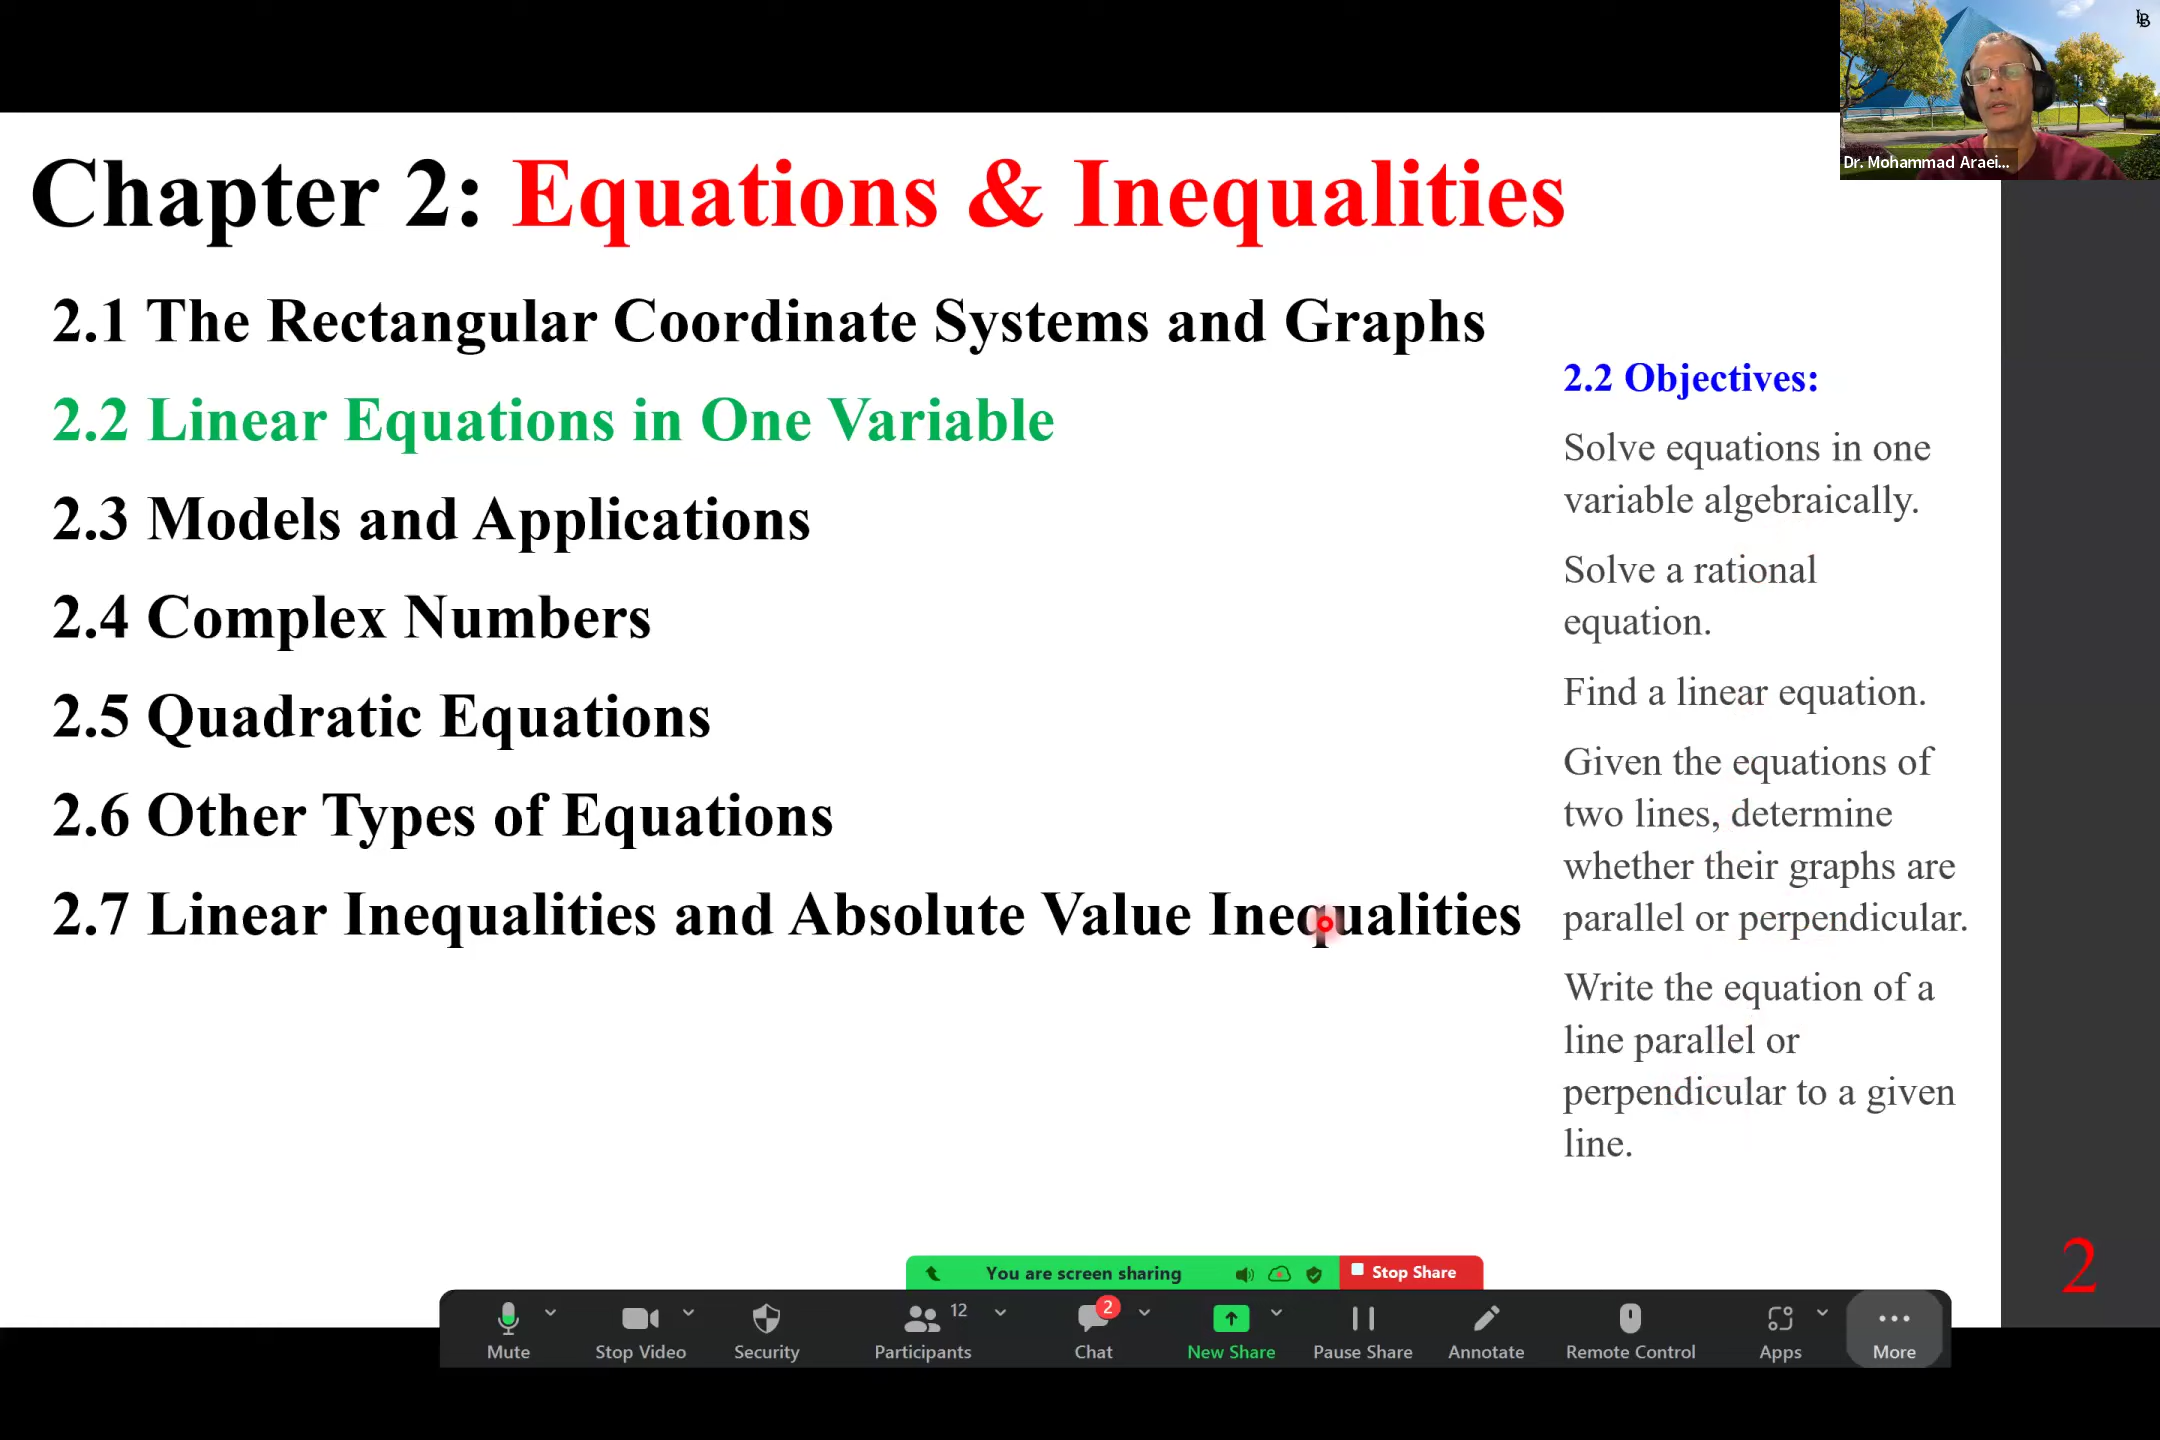 LB
Dr. Mohammad Araei...
Chapter 2: Equations & Inequalities
2.1 The Rectangular Coordinate Systems and Graphs
2.2 Linear Equations in One Variable
2.3 Models and Applications
2.4 Complex Numbers
2.5 Quadratic Equations
2.6 Other Types of Equations
2.7 Linear Inequalities and Absolute Value Inequalities
2.2 Objectives:
Solve equations in one
variable algebraically.
Solve a rational
equation.
Find a linear equation.
Given the equations of
two lines, determine
whether their graphs are
parallel or perpendicular.
Write the equation of a
line parallel or
perpendicular to a given
line.
2
You are screen sharing
Stop Share
12
2
Mute
Stop Video
Security
Participants
Chat
New Share
Pause Share
Annotate
Remote Control
Apps
More